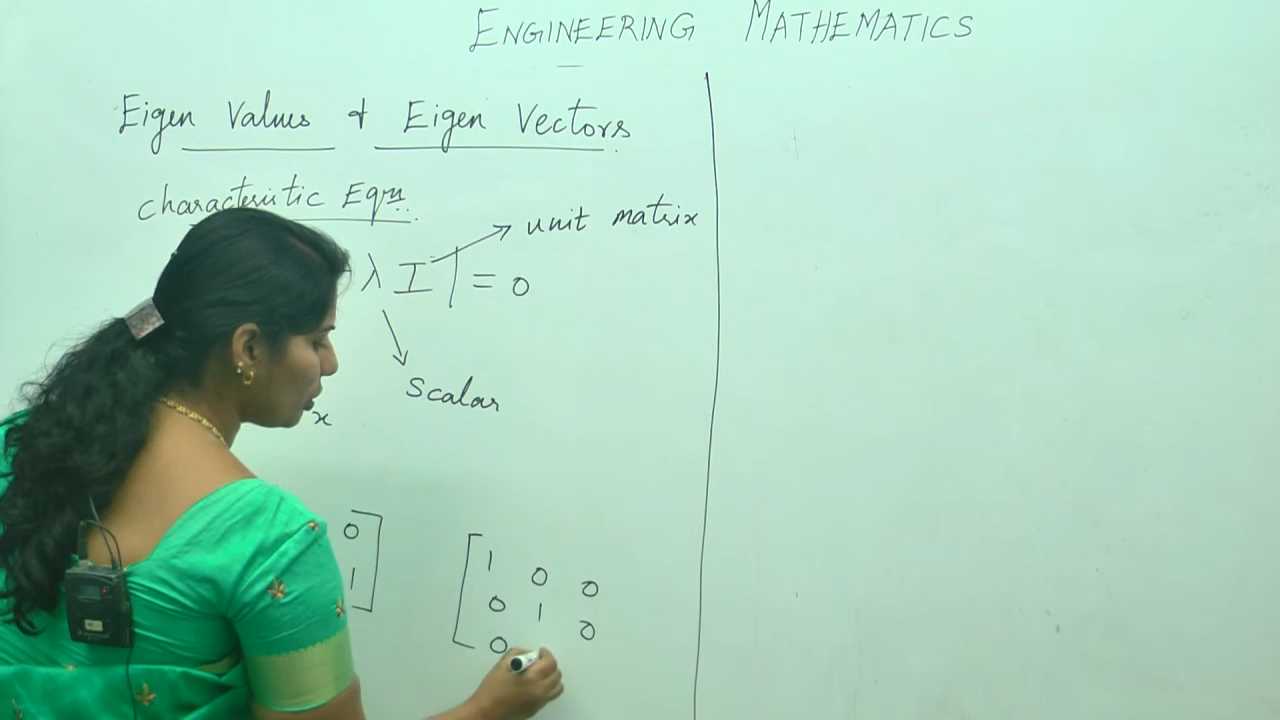 ENGINEERING MATHEMATICS
Eigen Values & Eigen Vectors
characteristic Eqn.
unit matrix
λ I | = 0
scalar
x
0
1
1 0 0
0 1 0
0